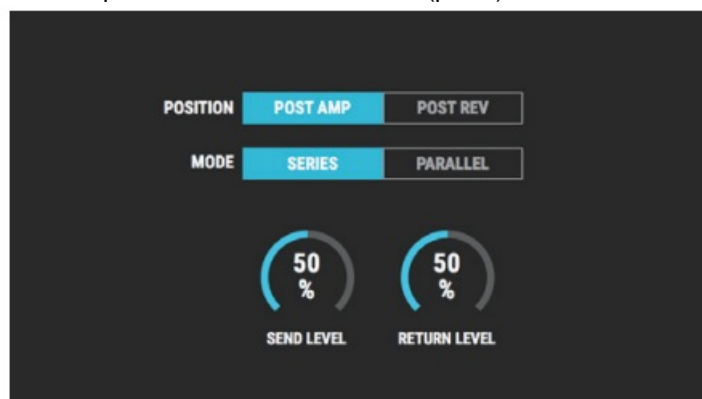 POSITION POST AMP POST REV
MODE SERIES PARALLEL
50 50
% %
SEND LEVEL RETURN LEVEL